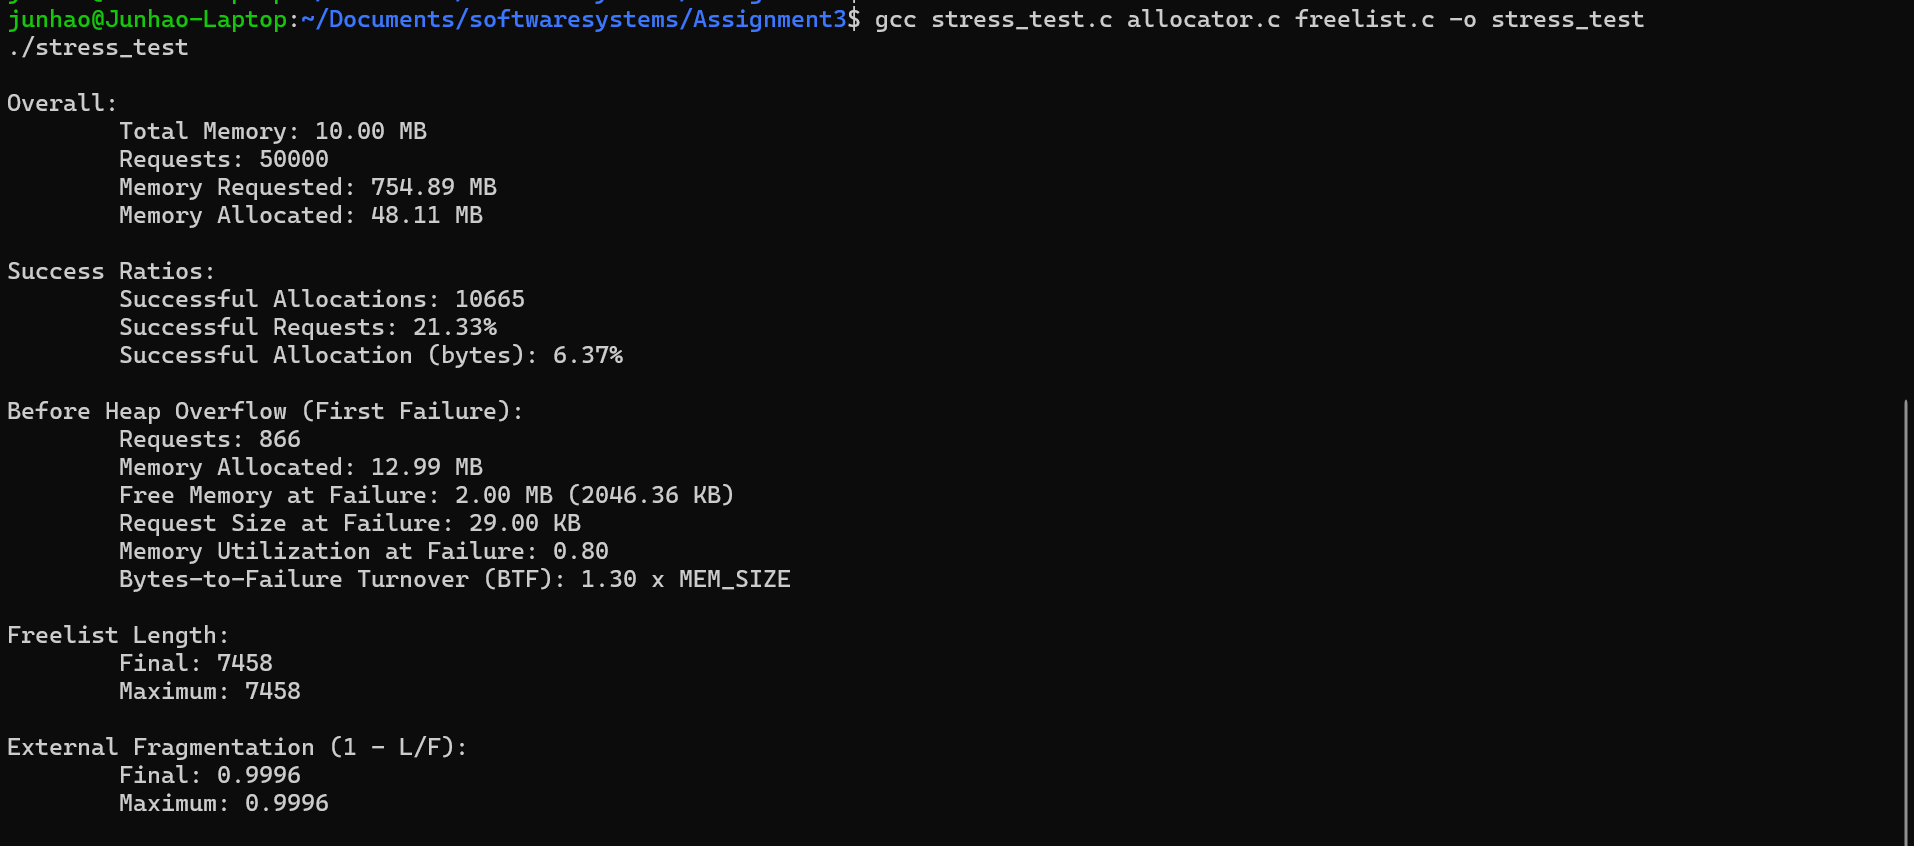 junhao@Junhao-Laptop:~/Documents/softwaresystems/Assignment3$ gcc stress_test.c allocator.c freelist.c -o stress_test
./stress_test
Overall:
Total Memory: 10.00 MB
Requests: 50000
Memory Requested: 754.89 MB
Memory Allocated: 48.11 MB
Success Ratios:
Successful Allocations: 10665
Successful Requests: 21.33%
Successful Allocation (bytes): 6.37%
Before Heap Overflow (First Failure):
Requests: 866
Memory Allocated: 12.99 MB
Free Memory at Failure: 2.00 MB (2046.36 KB)
Request Size at Failure: 29.00 KB
Memory Utilization at Failure: 0.80
Bytes-to-Failure Turnover (BTF): 1.30 x MEM_SIZE
Freelist Length:
Final: 7458
Maximum: 7458
External Fragmentation (1 - L/F):
Final: 0.9996
Maximum: 0.9996